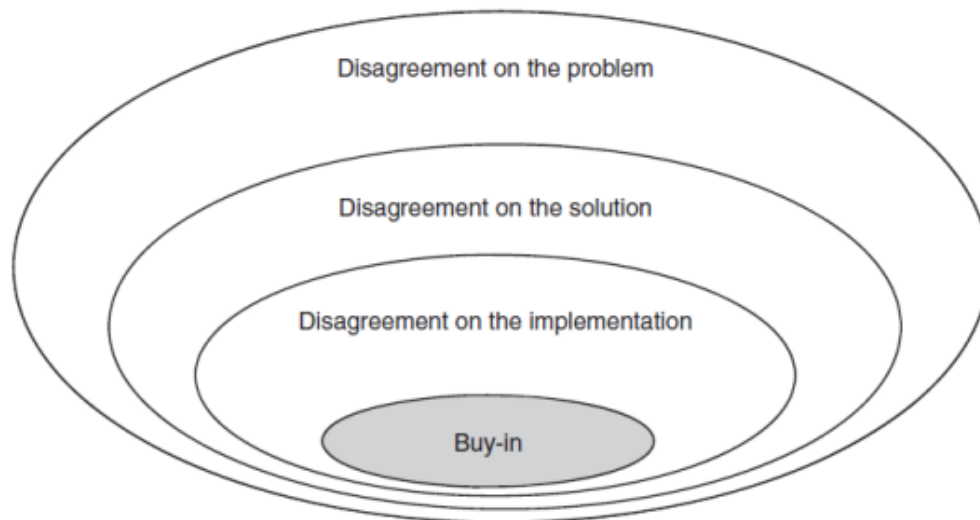 Disagreement on the problem
Disagreement on the solution
Disagreement on the implementation
Buy-in